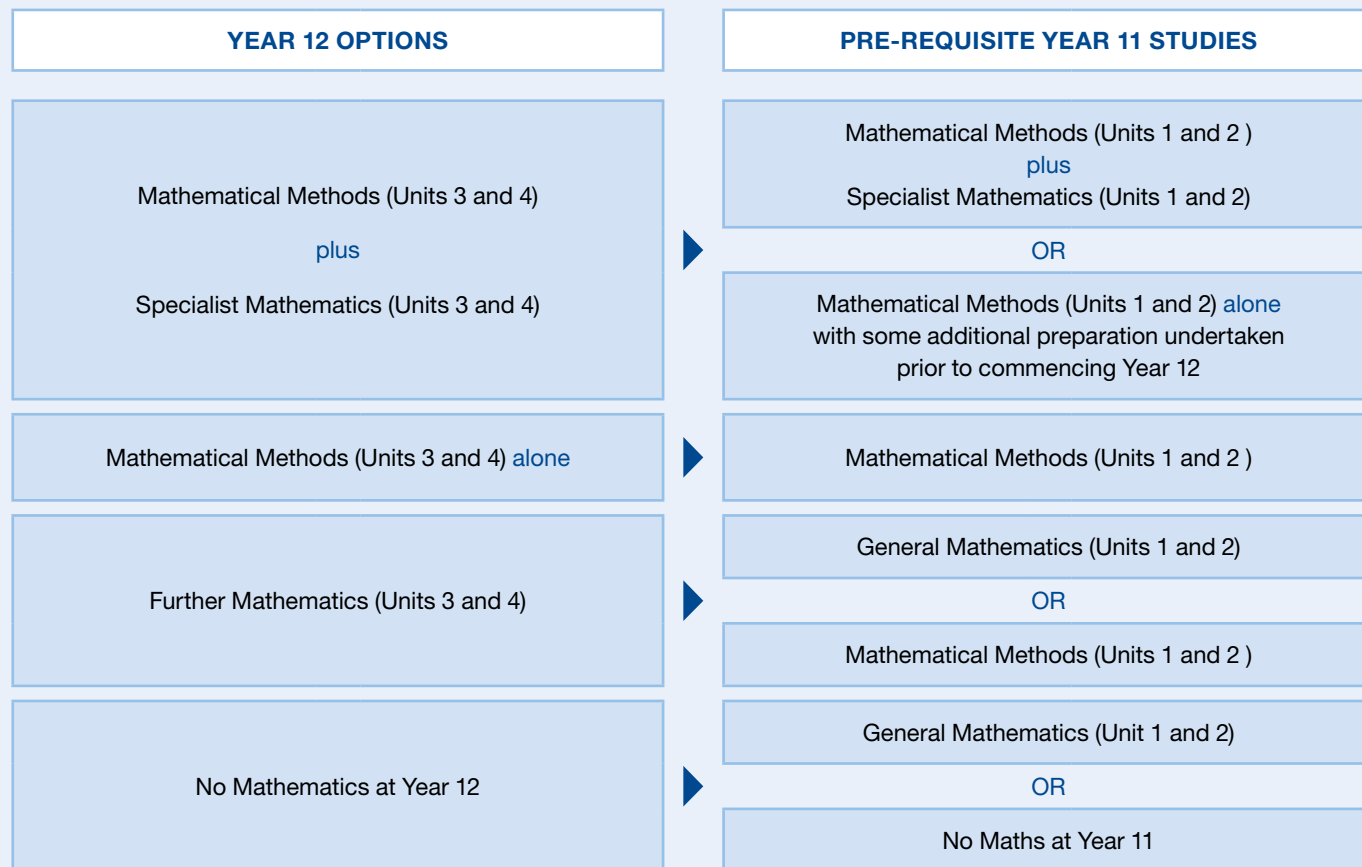 YEAR 12 OPTIONS
PRE-REQUISITE YEAR 11 STUDIES
Mathematical Methods (Units 3 and 4)
plus
Specialist Mathematics (Units 3 and 4)
Mathematical Methods (Units 1 and 2 )
plus
Specialist Mathematics (Units 1 and 2)
OR
Mathematical Methods (Units 1 and 2) alone
with some additional preparation undertaken
prior to commencing Year 12
Mathematical Methods (Units 3 and 4) alone
Mathematical Methods (Units 1 and 2 )
Further Mathematics (Units 3 and 4)
General Mathematics (Units 1 and 2)
OR
Mathematical Methods (Units 1 and 2 )
No Mathematics at Year 12
General Mathematics (Unit 1 and 2)
OR
No Maths at Year 11